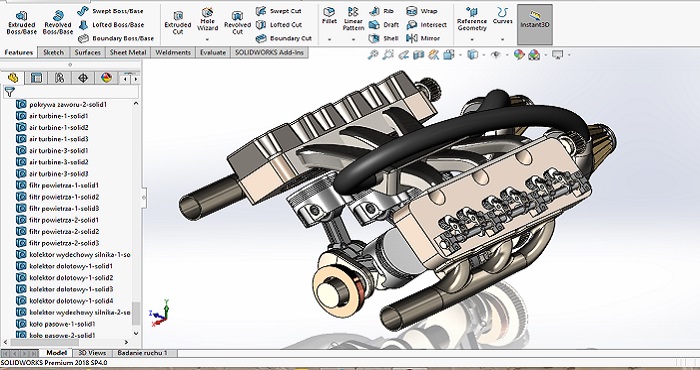 Extruded Boss/Base
Revolved Boss/Base
Swept Boss/Base
Lofted Boss/Base
Boundary Boss/Base
Extruded Cut
Hole Wizard
Revolved Cut
Swept Cut
Lofted Cut
Boundary Cut
Fillet
Linear Pattern
Rib
Draft
Shell
Wrap
Intersect
Mirror
Reference Geometry
Curves
Instant3D
Features
Sketch
Surfaces
Sheet Metal
Weldments
Evaluate
SOLIDWORKS Add-Ins
pokrywa zaworu-2-solid1
air turbine-1-solid1
air turbine-1-solid2
air turbine-1-solid3
air turbine-3-solid1
air turbine-3-solid2
air turbine-3-solid3
filtr powietrza-1-solid1
filtr powietrza-1-solid2
filtr powietrza-1-solid3
filtr powietrza-2-solid1
filtr powietrza-2-solid2
filtr powietrza-2-solid3
kolektor wydechowy silnika-1-so
kolektor dolotowy-1-solid1
kolektor dolotowy-1-solid2
kolektor dolotowy-1-solid3
kolektor dolotowy-1-solid4
kolektor wydechowy silnika-2-so
koło pasowe-1-solid1
koło pasowe-2-solid1
Model
3D Views
Badanie ruchu 1
SOLIDWORKS Premium 2018 SP4.0